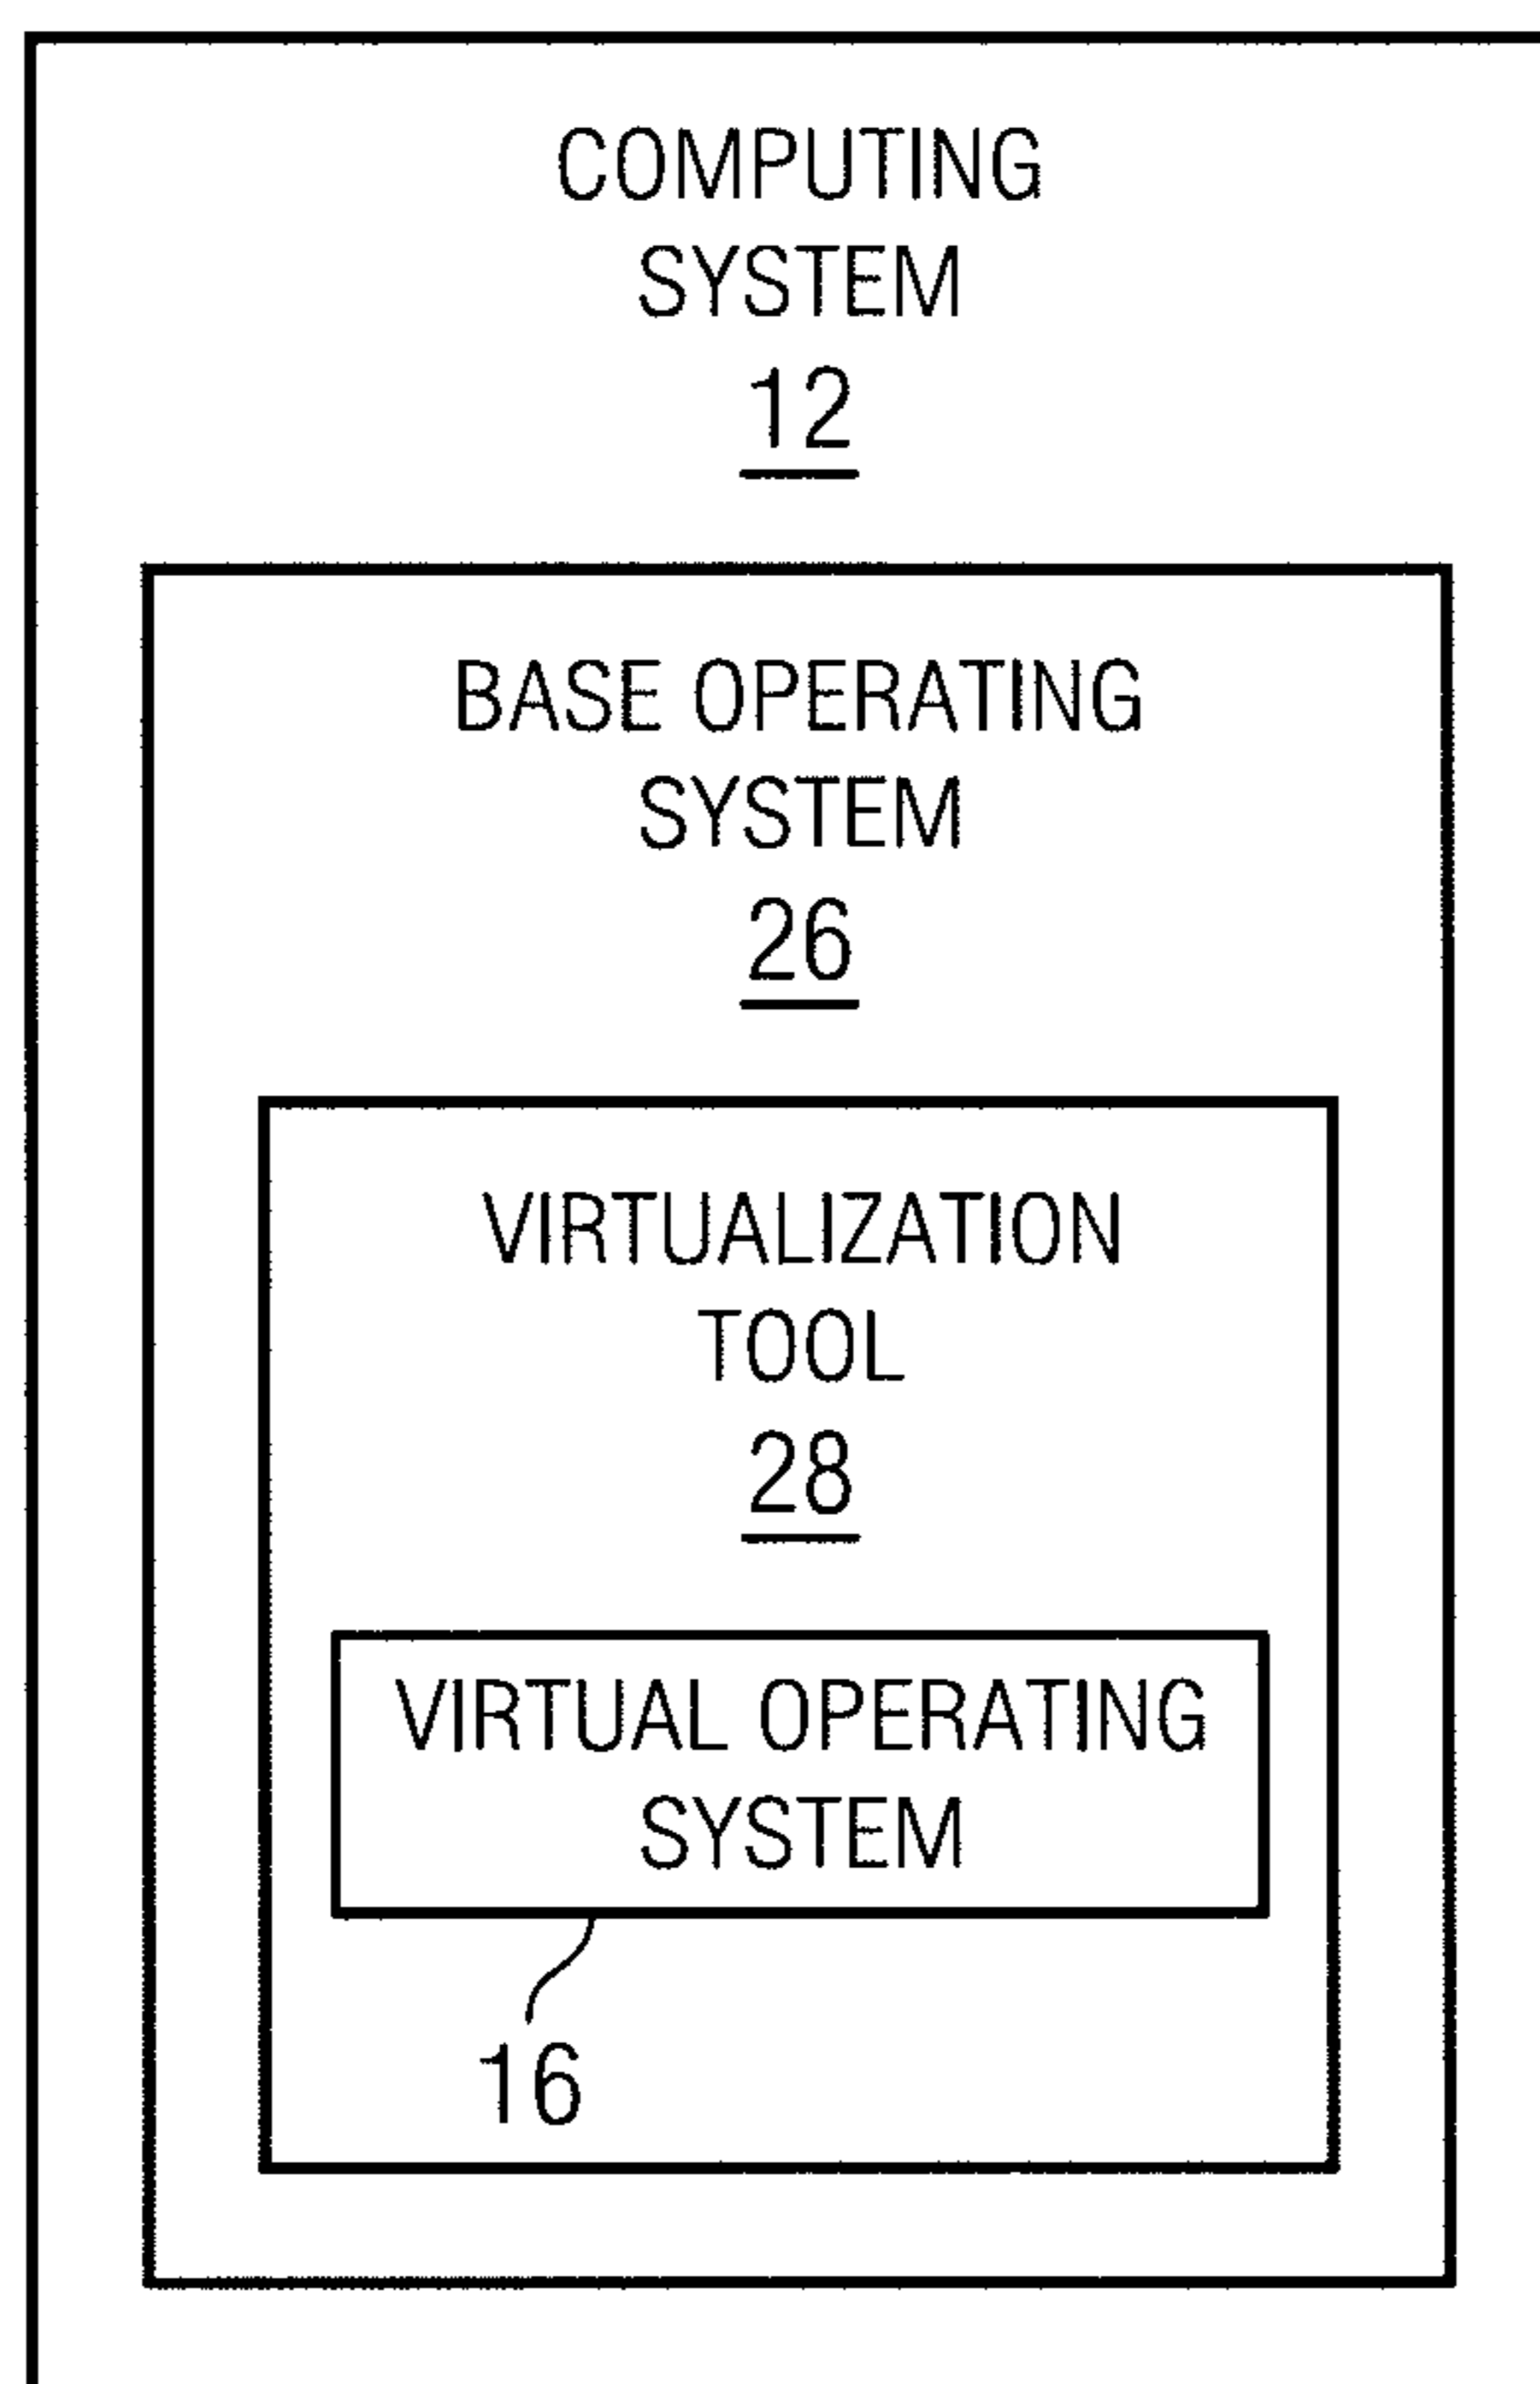 COMPUTING
SYSTEM
12
BASE OPERATING
SYSTEM
26
VIRTUALIZATION
TOOL
28
VIRTUAL OPERATING
SYSTEM
16